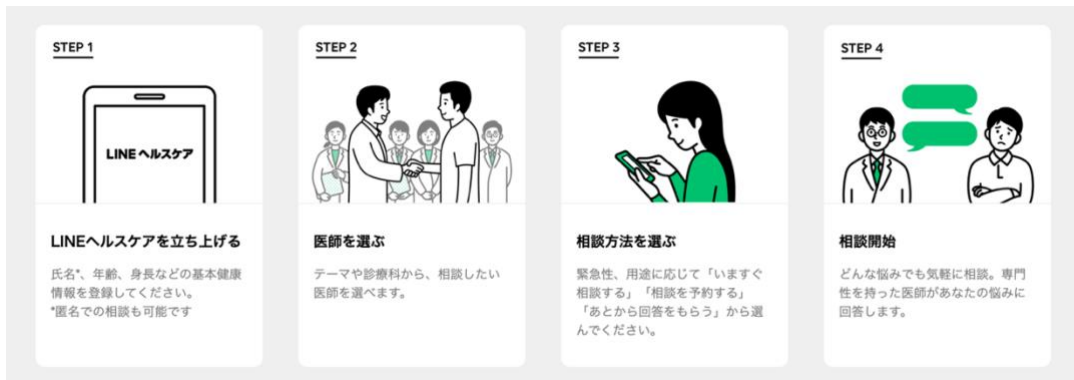 STEP 1
LINE ヘルスケア
LINEヘルスケアを立ち上げる
氏名*、年齢、身長などの基本健康
情報を登録してください。
*匿名での相談も可能です
STEP 2
医師を選ぶ
テーマや診療科から、相談したい
医師を選べます。
STEP 3
相談方法を選ぶ
緊急性、用途に応じて「いますぐ
相談する」「相談を予約する」
「あとから回答をもらう」から選
んでください。
STEP 4
相談開始
どんな悩みでも気軽に相談。専門
性を持った医師があなたの悩みに
回答します。